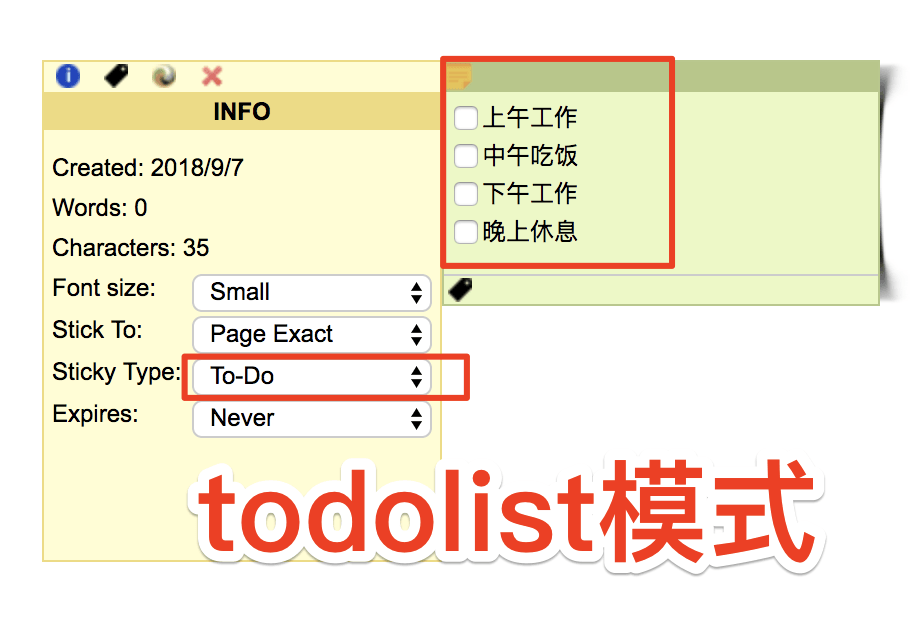 INFO
Created: 2018/9/7
Words: 0
Characters: 35
Font size: Small
Stick To: Page Exact
Sticky Type: To-Do
Expires: Never
上午工作
中午吃饭
下午工作
晚上休息
todolist模式